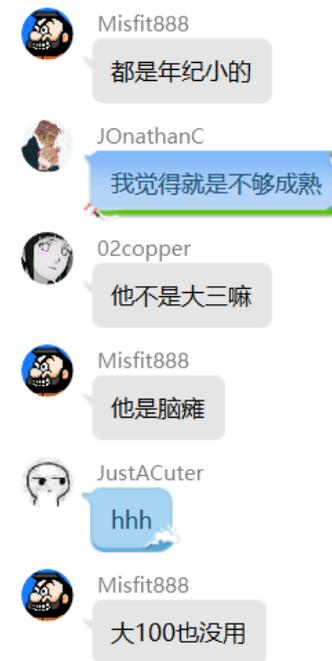 Misfit888
都是年纪小的
JOnathanC
我觉得就是不够成熟
02copper
他不是大三嘛
Misfit888
他是脑瘫
JustACuter
hhh
Misfit888
大100也没用